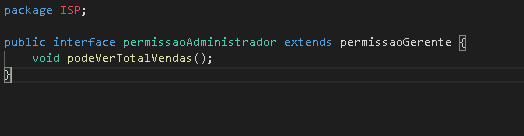 package ISP;
public interface permissaoAdministrador extends permissaoGerente {
void podeVerTotalVendas();
}